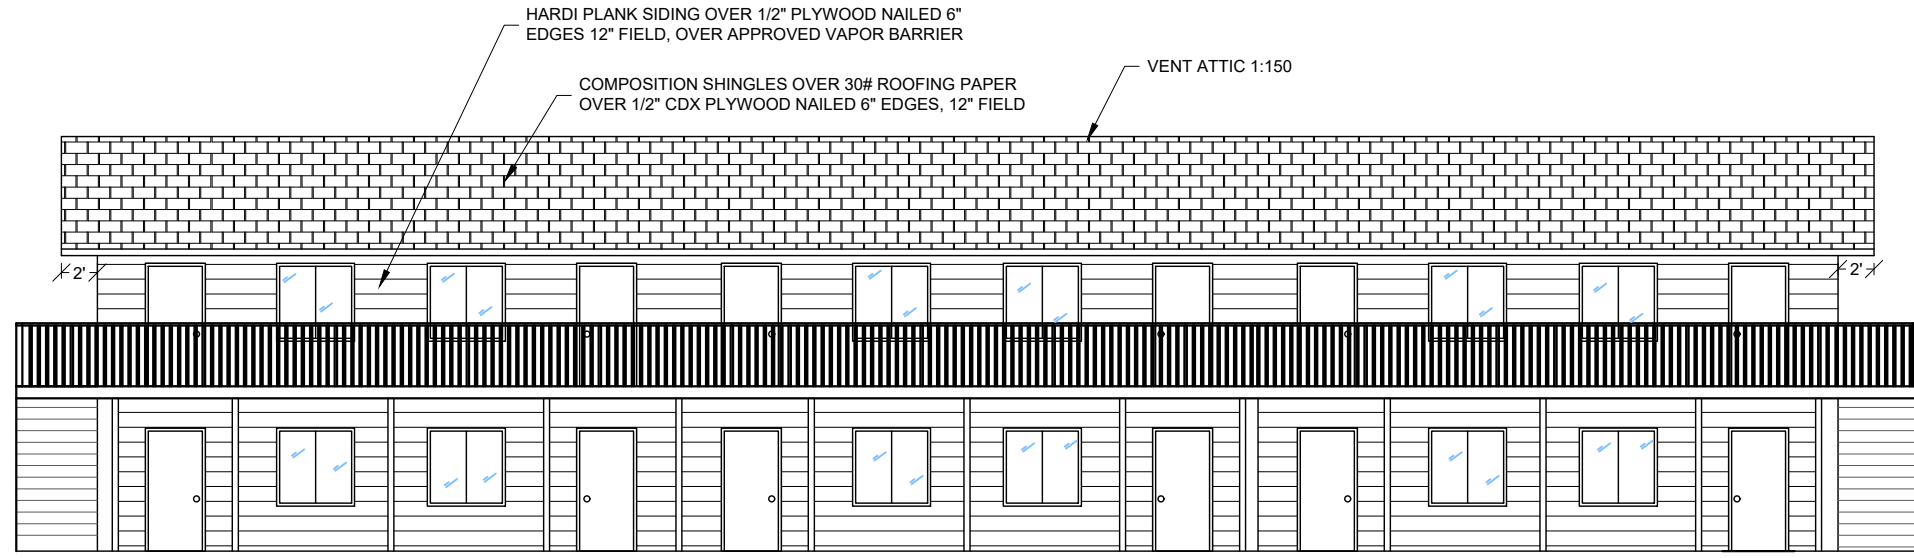 HARDI PLANK SIDING OVER 1/2" PLYWOOD NAILED 6"
EDGES 12" FIELD, OVER APPROVED VAPOR BARRIER
COMPOSITION SHINGLES OVER 30# ROOFING PAPER
OVER 1/2" CDX PLYWOOD NAILED 6" EDGES, 12" FIELD
VENT ATTIC 1:150
2'
2'